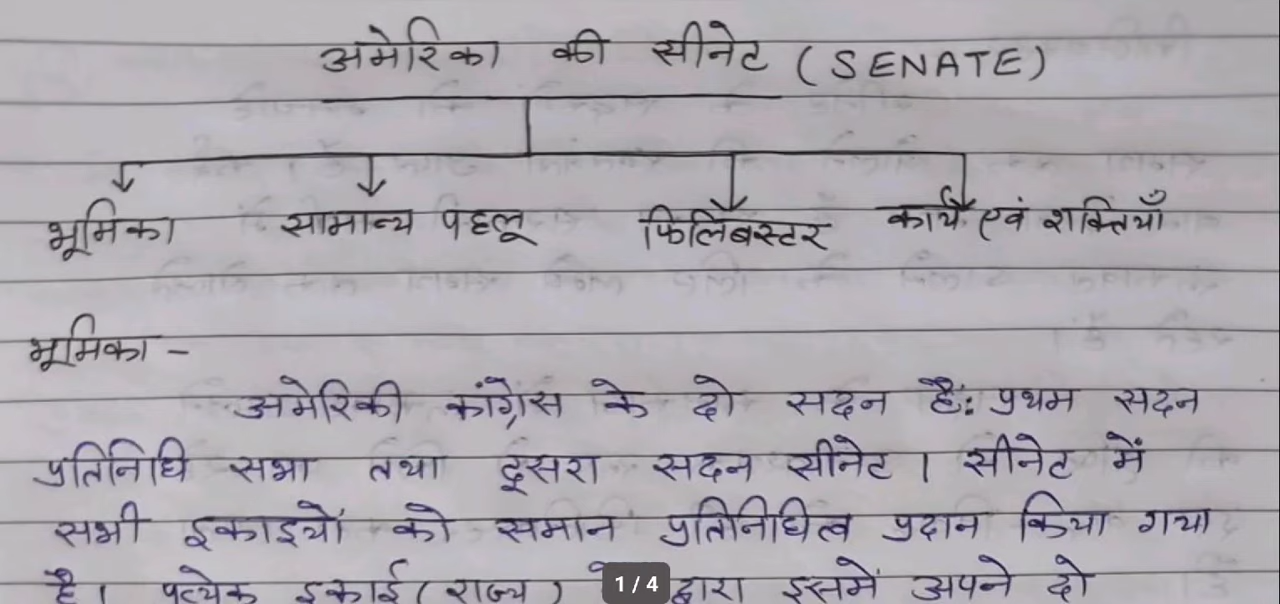 अमेरिका की सीनेट (SENATE)
भूमिका सामान्य पहलू फिलिबस्टर कार्य एवं शक्तियाँ
भूमिका -
अमेरिकी कांग्रेस के दो सदन हैं: प्रथम सदन
प्रतिनिधि सभा तथा दूसरा सदन सीनेट । सीनेट में
सभी इकाइयों को समान प्रतिनिधित्व प्रदान किया गया
है। प्रत्येक इकाई (राज्य) द्वारा इसमें अपने दो
1/4